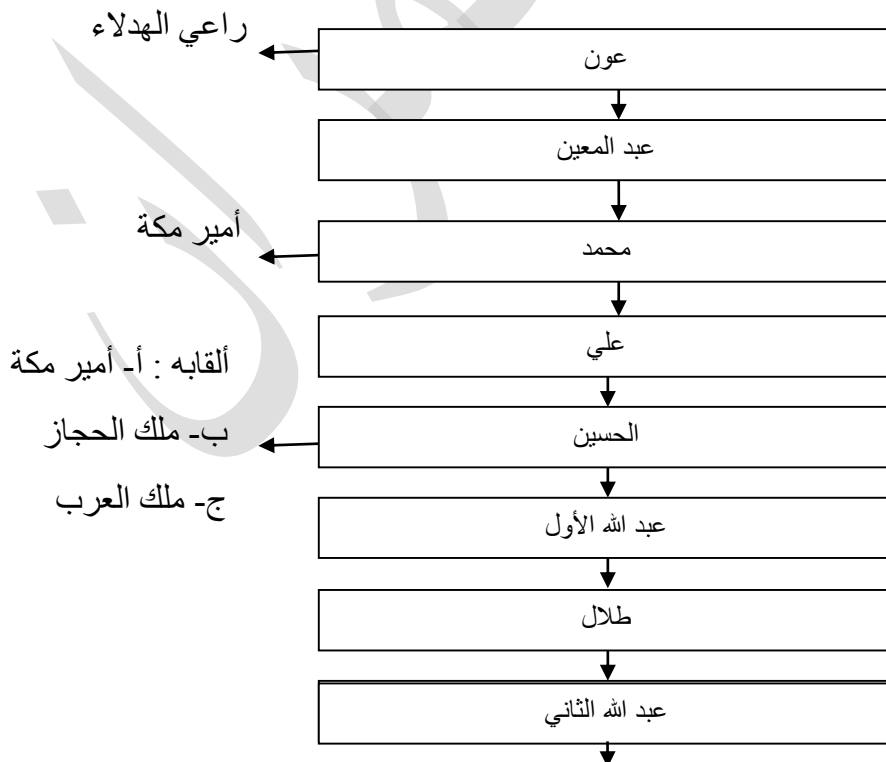 راعي الهدلاء
عون
عبد المعين
أمير مكة
محمد
علي
ألقابه : أ- أمير مكة
ب- ملك الحجاز
ج- ملك العرب
الحسين
عبد الله الأول
طلال
عبد الله الثاني